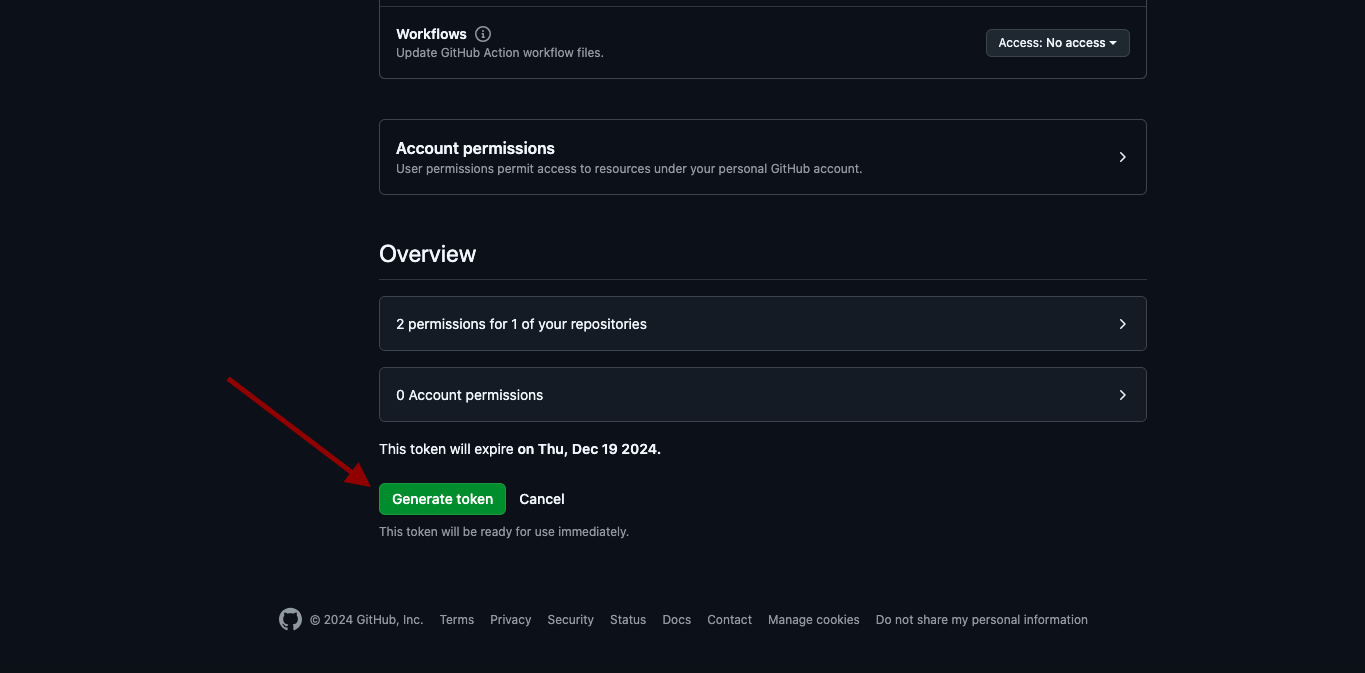 Workflows
Update GitHub Action workflow files.
Access: No access
Account permissions
User permissions permit access to resources under your personal GitHub account.
Overview
2 permissions for 1 of your repositories
0 Account permissions
This token will expire on Thu, Dec 19 2024.
Generate token Cancel
This token will be ready for use immediately.
© 2024 GitHub, Inc. Terms Privacy Security Status Docs Contact Manage cookies Do not share my personal information